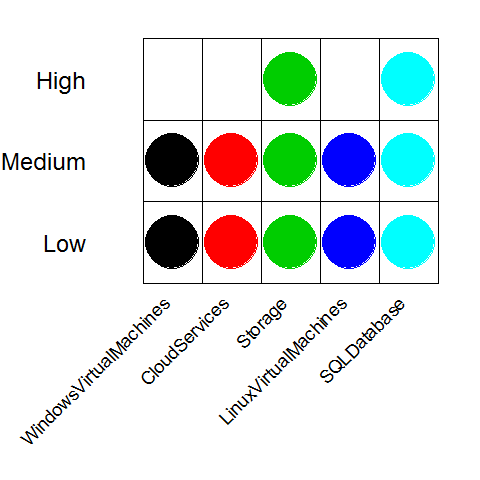 High
Medium
Low
WindowsVirtualMachines
CloudServices
Storage
LinuxVirtualMachines
SQLDatabase